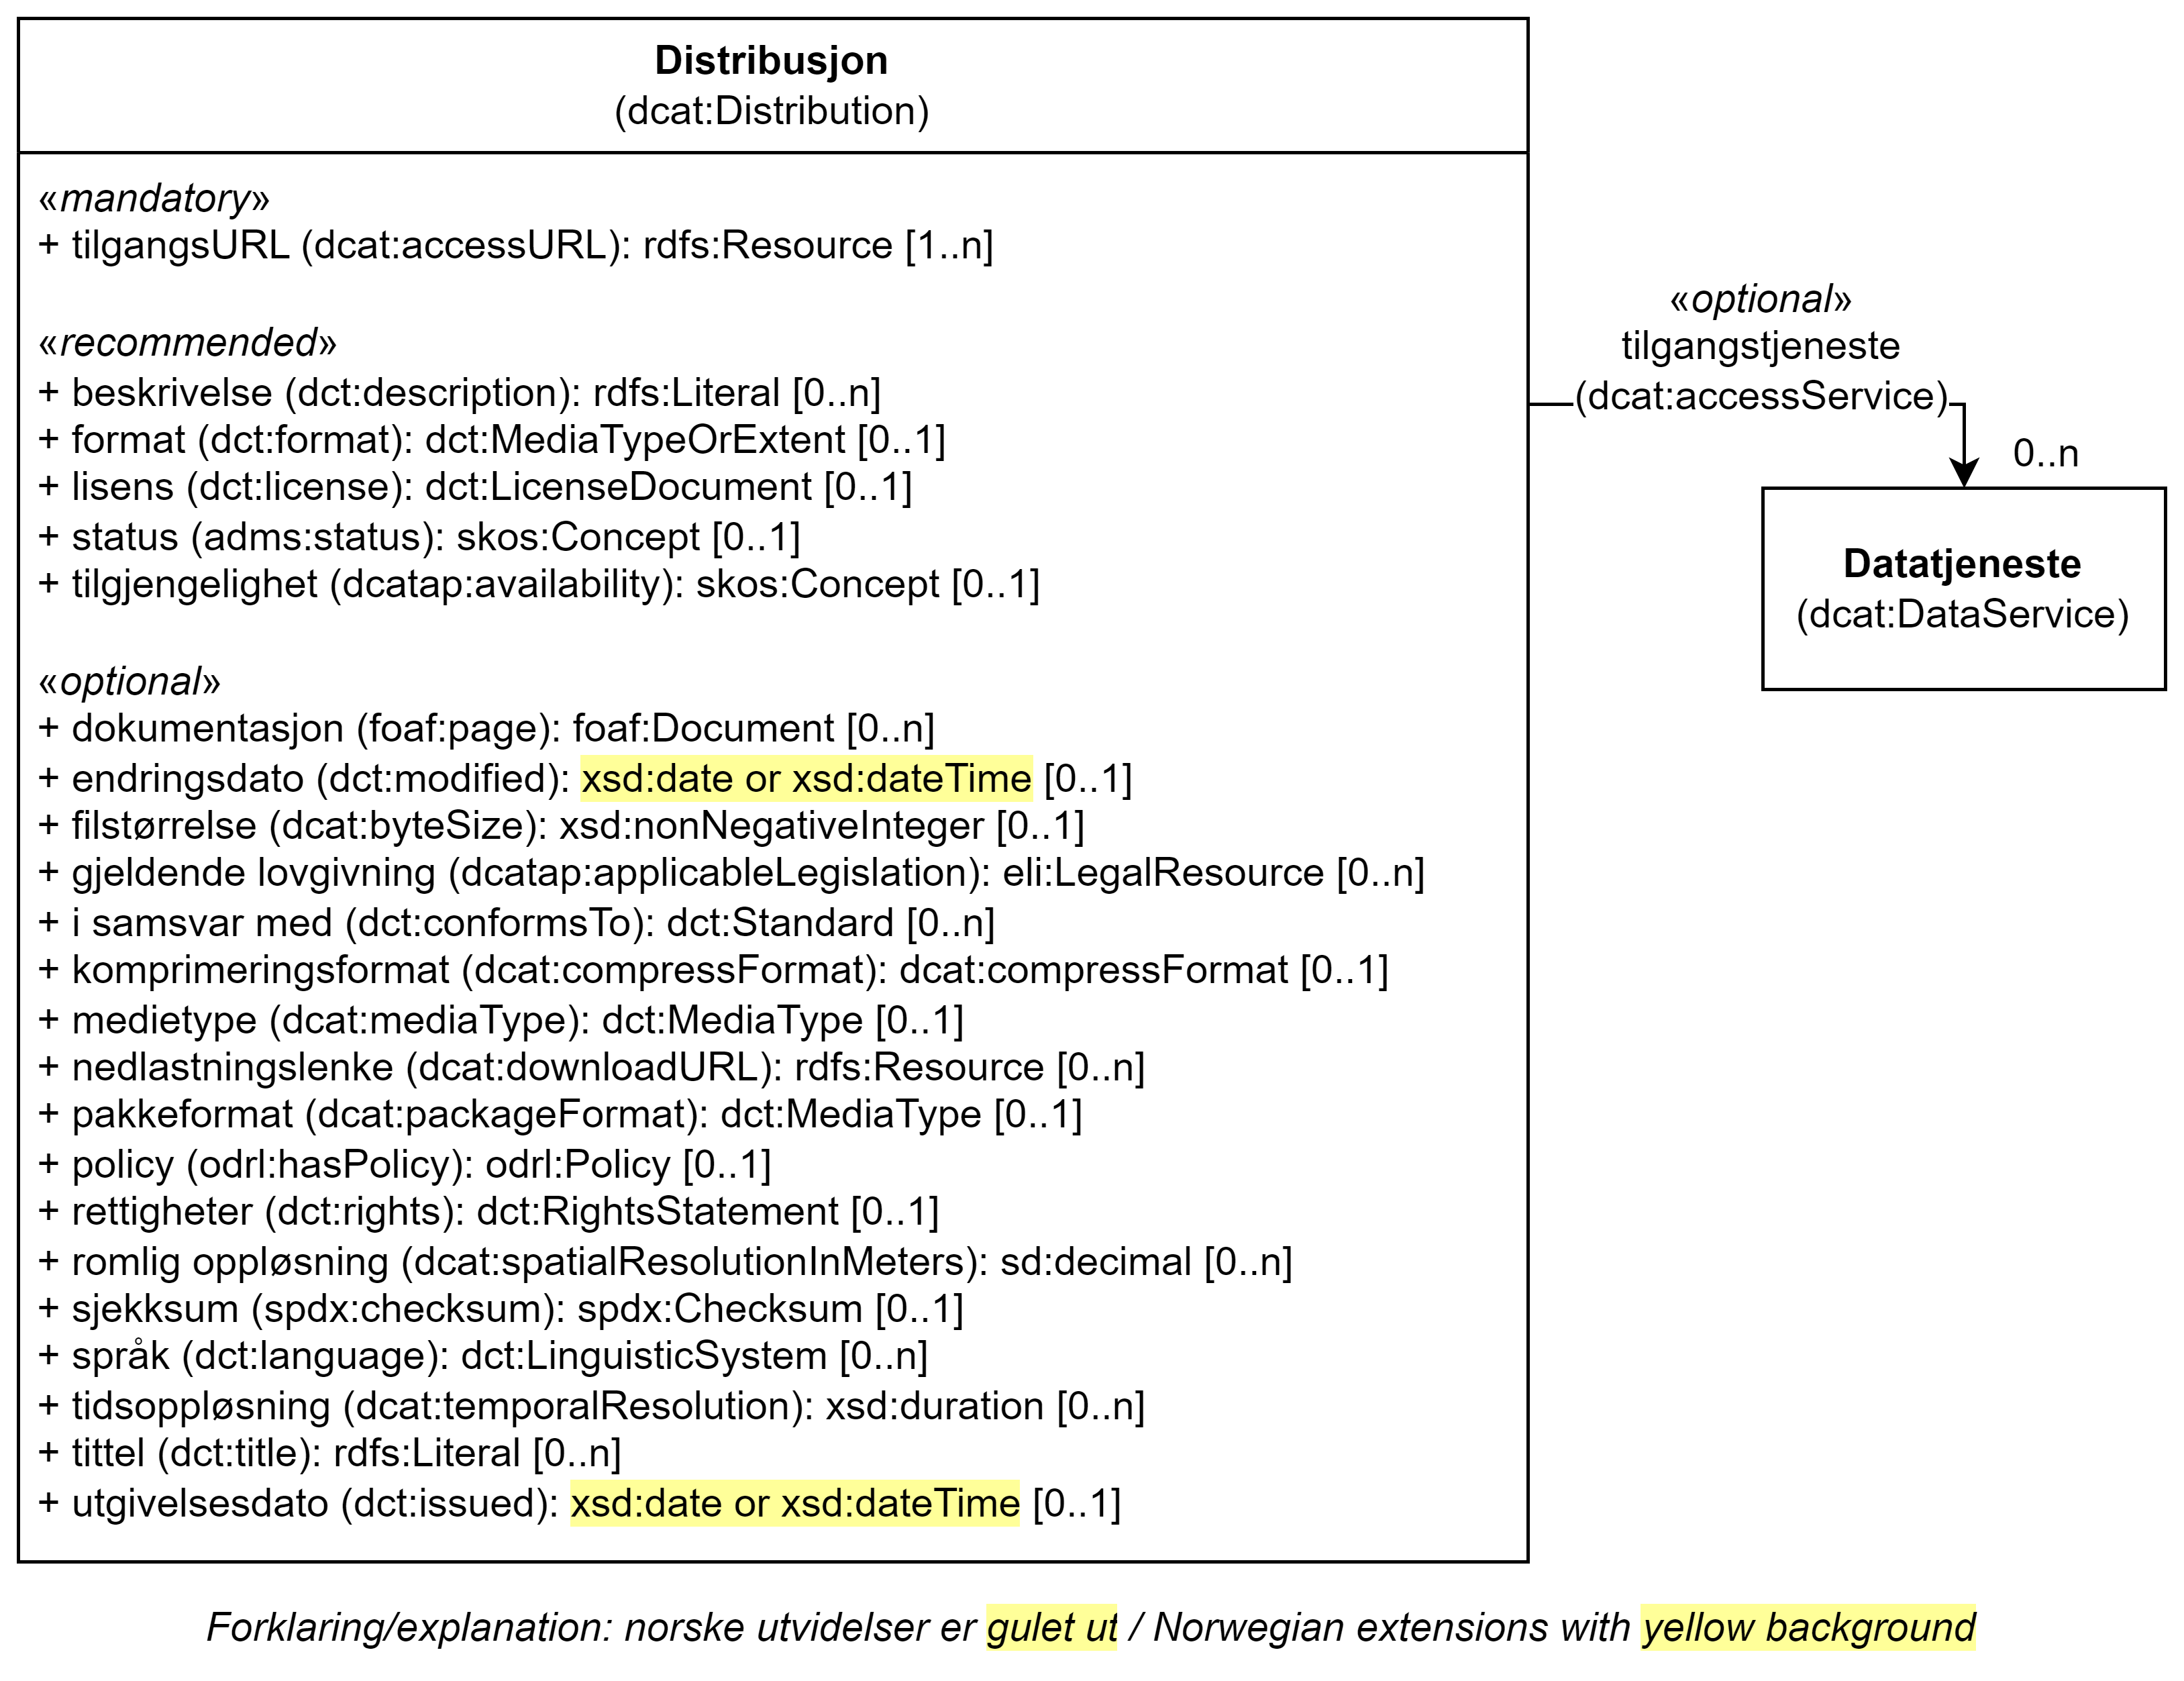 Distribusjon
(dcat:Distribution)
«mandatory»
+ tilgangsURL (dcat:accessURL): rdfs:Resource [1..n]
«recommended»
+ beskrivelse (dct:description): rdfs:Literal [0..n]
+ format (dct:format): dct:MediaTypeOrExtent [0..1]
+ lisens (dct:license): dct:LicenseDocument [0..1]
+ status (adms:status): skos:Concept [0..1]
+ tilgjengelighet (dcatap:availability): skos:Concept [0..1]
«optional»
+ dokumentasjon (foaf:page): foaf:Document [0..n]
+ endringsdato (dct:modified): xsd:date or xsd:dateTime [0..1]
+ filstørrelse (dcat:byteSize): xsd:nonNegativeInteger [0..1]
+ gjeldende lovgivning (dcatap:applicableLegislation): eli:LegalResource [0..n]
+ i samsvar med (dct:conformsTo): dct:Standard [0..n]
+ komprimeringsformat (dcat:compressFormat): dcat:compressFormat [0..1]
+ medietype (dcat:mediaType): dct:MediaType [0..1]
+ nedlastningslenke (dcat:downloadURL): rdfs:Resource [0..n]
+ pakkeformat (dcat:packageFormat): dct:MediaType [0..1]
+ policy (odrl:hasPolicy): odrl:Policy [0..1]
+ rettigheter (dct:rights): dct:RightsStatement [0..1]
+ romlig oppløsning (dcat:spatialResolutionInMeters): sd:decimal [0..n]
+ sjekksum (spdx:checksum): spdx:Checksum [0..1]
+ språk (dct:language): dct:LinguisticSystem [0..n]
+ tidsoppløsning (dcat:temporalResolution): xsd:duration [0..n]
+ tittel (dct:title): rdfs:Literal [0..n]
+ utgivelsesdato (dct:issued): xsd:date or xsd:dateTime [0..1]
«optional»
tilgangstjeneste
(dcat:accessService)
0..n
Datatjeneste
(dcat:DataService)
Forklaring/explanation: norske utvidelser er gulet ut / Norwegian extensions with yellow background